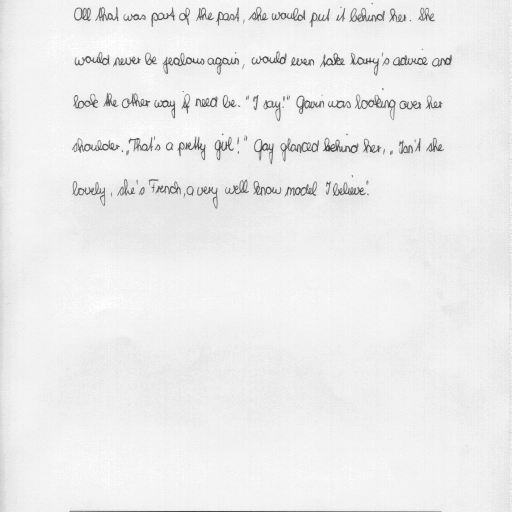 All that was part of the past, she would put it behind her. She
would never be jealous again, would even take Larry's advice and
look the other way if need be. "I say!" Gavin was looking over her
shoulder. „That's a pretty girl!" Gay glanced behind her, „Isn't she
lovely, she's French, a very well know model I believe".